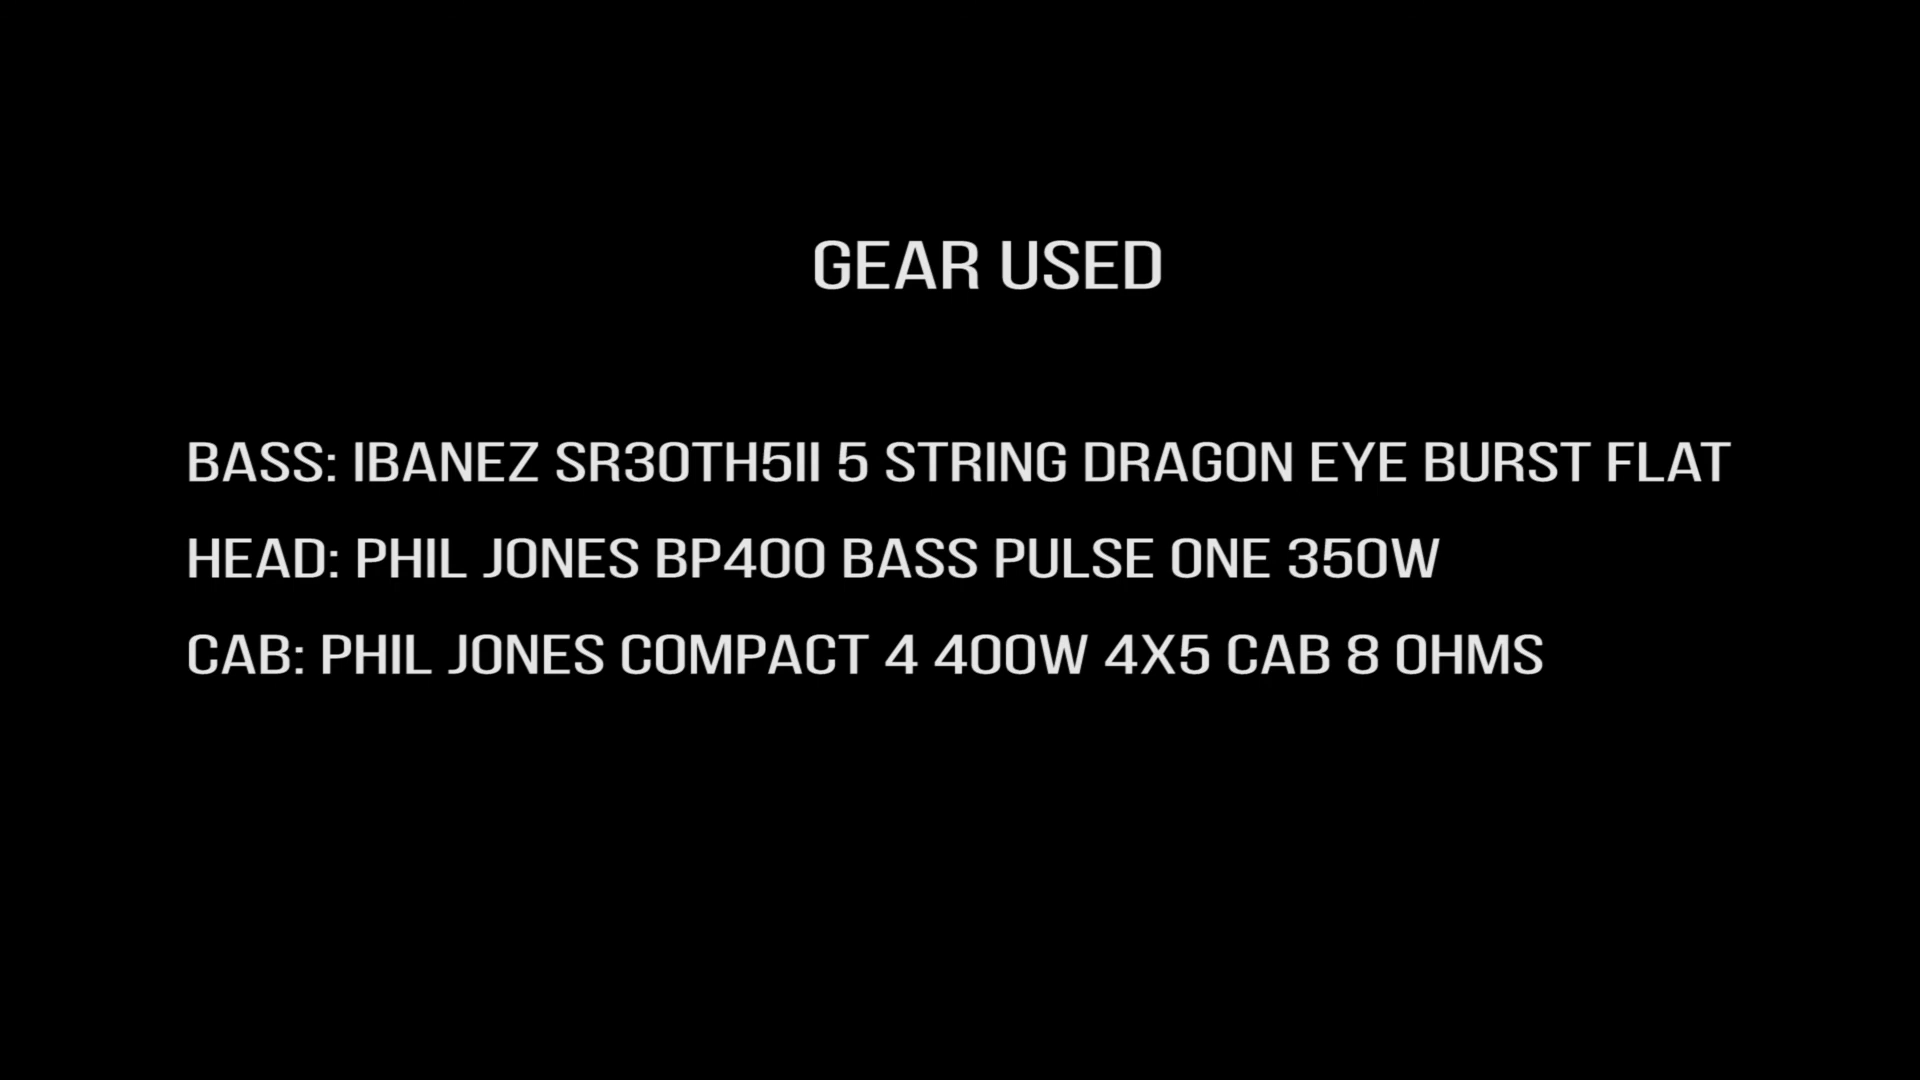 GEAR USED
BASS: IBANEZ SR30TH5II 5 STRING DRAGON EYE BURST FLAT
HEAD: PHIL JONES BP400 BASS PULSE ONE 350W
CAB: PHIL JONES COMPACT 4 400W 4X5 CAB 8 OHMS